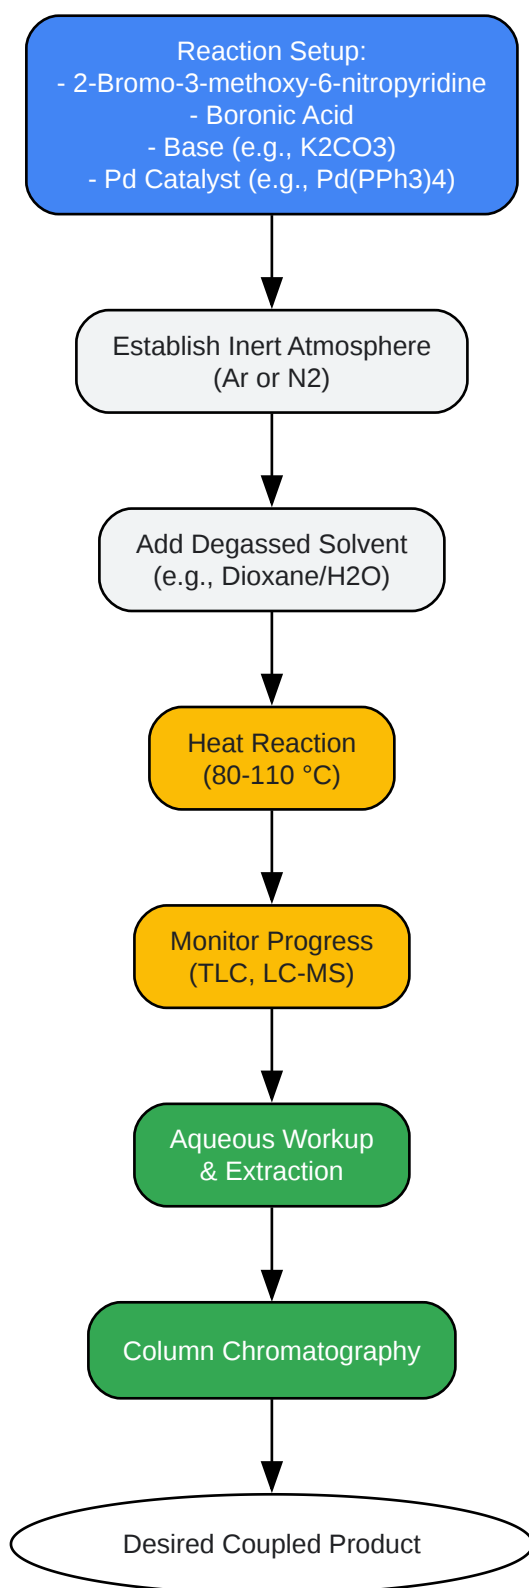 Reaction Setup:
- 2-Bromo-3-methoxy-6-nitropyridine
- Boronic Acid
- Base (e.g., K2CO3)
- Pd Catalyst (e.g., Pd(PPh3)4)
Establish Inert Atmosphere
(Ar or N2)
Add Degassed Solvent
(e.g., Dioxane/H2O)
Heat Reaction
(80-110 °C)
Monitor Progress
(TLC, LC-MS)
Aqueous Workup
& Extraction
Column Chromatography
Desired Coupled Product